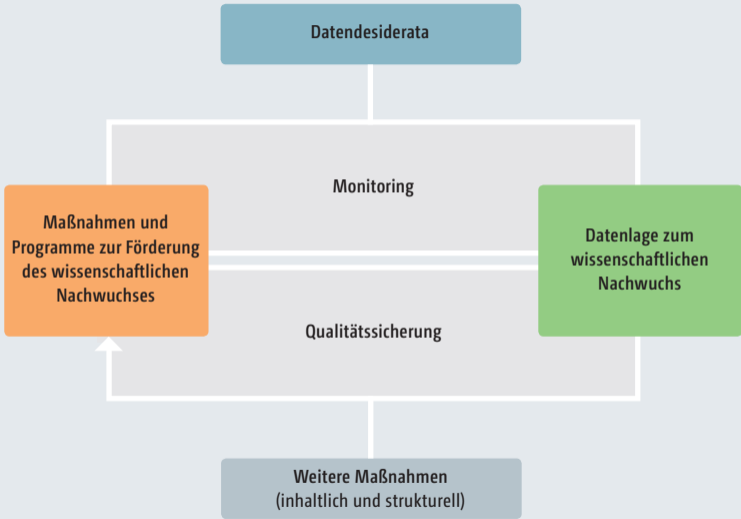 Datendesiderata
Monitoring
Maßnahmen und
Programme zur Förderung
des wissenschaftlichen
Nachwuchses
Datenlage zum
wissenschaftlichen
Nachwuchs
Qualitätssicherung
Weitere Maßnahmen
(inhaltlich und strukturell)